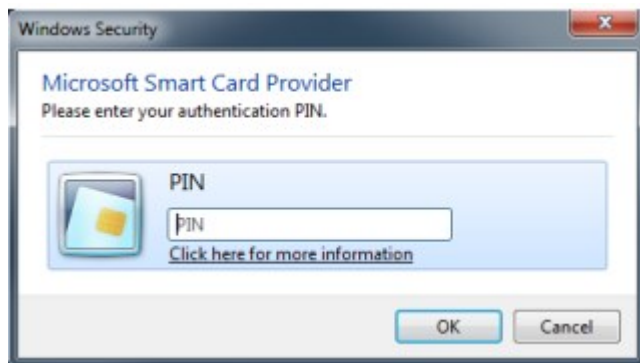 Windows Security
Microsoft Smart Card Provider
Please enter your authentication PIN.
PIN
PIN
Click here for more information
OK
Cancel